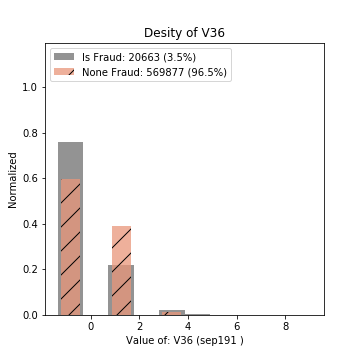 Desity of V36
Is Fraud: 20663 (3.5%)
None Fraud: 569877 (96.5%)
1.0
0.8
0.6
0.4
0.2
0.0
Normalized
0 2 4 6 8
Value of: V36 (sep191 )